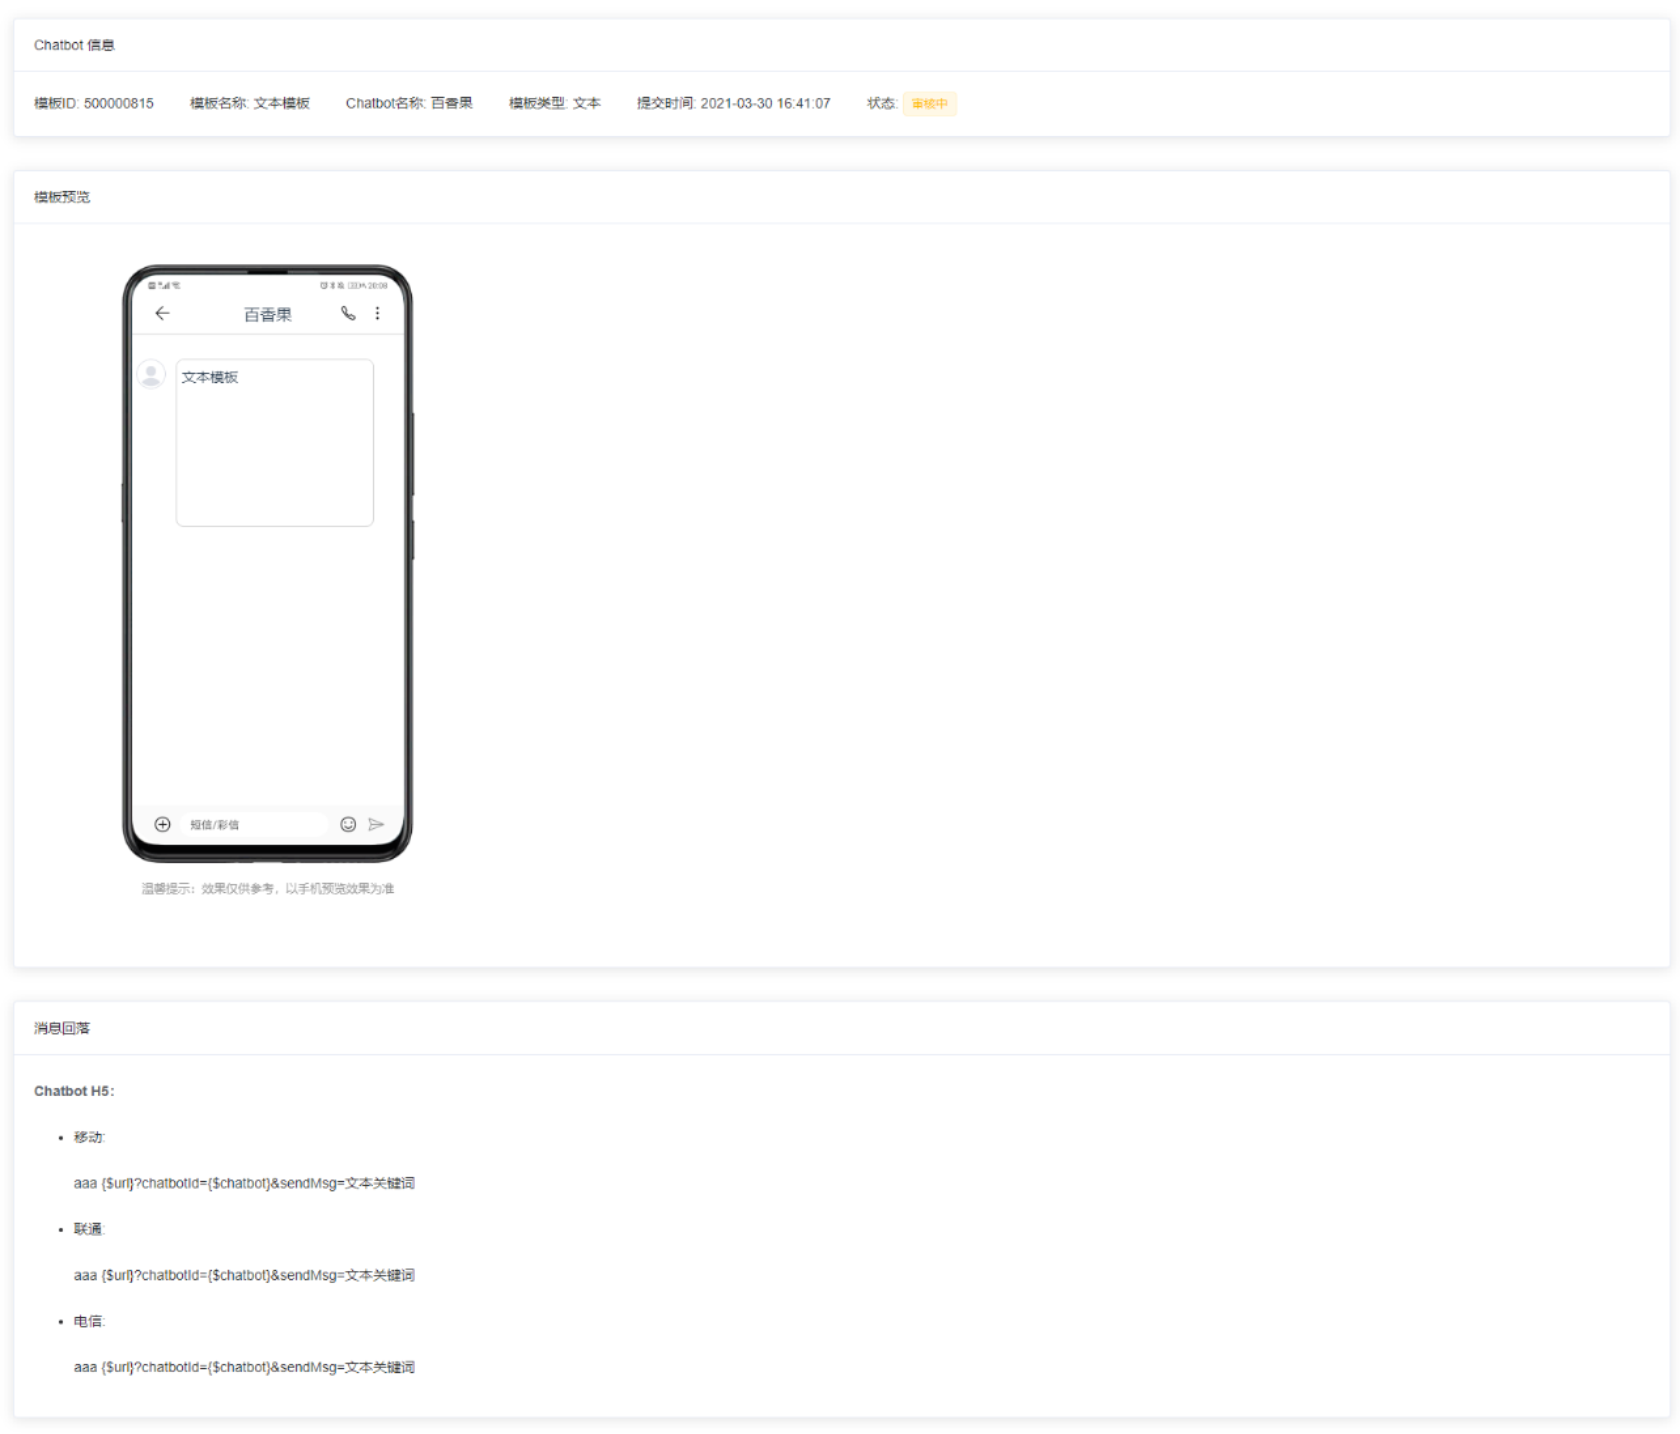 Chatbot 信息
模板ID: 500000815 模板名称: 文本模板 Chatbot名称: 百香果 模板类型: 文本 提交时间: 2021-03-30 16:41:07 状态: 审核中
模板预览
20:08
百香果
文本模板
短信/彩信
温馨提示：效果仅供参考，以手机预览效果为准
消息回落
Chatbot H5：
• 移动:
aaa {$url}?chatbotId={$chatbot}&sendMsg=文本关键词
• 联通:
aaa {$url}?chatbotId={$chatbot}&sendMsg=文本关键词
• 电信:
aaa {$url}?chatbotId={$chatbot}&sendMsg=文本关键词